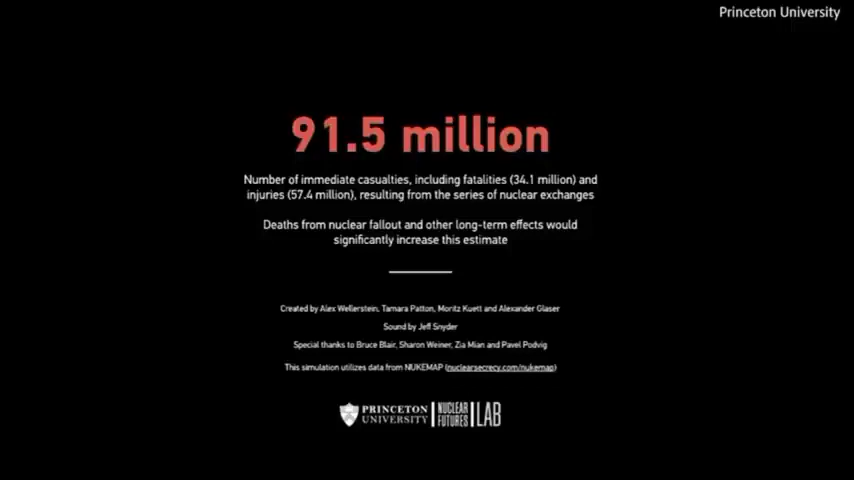 Princeton University
91.5 million
Number of immediate casualties, including fatalities (34.1 million) and
injuries (57.4 million), resulting from the series of nuclear exchanges
Deaths from nuclear fallout and other long-term effects would
significantly increase this estimate
Created by Alex Wellerstein, Tamara Patton, Moritz Kuett and Alexander Glaser
Sound by Jeff Snyder
Special thanks to Bruce Blair, Sharon Weiner, Zia Mian and Pavel Podvig
This simulation utilizes data from NUKEMAP (nuclearsecrecy.com/nukemap)
PRINCETON UNIVERSITY NUCLEAR FUTURES LAB